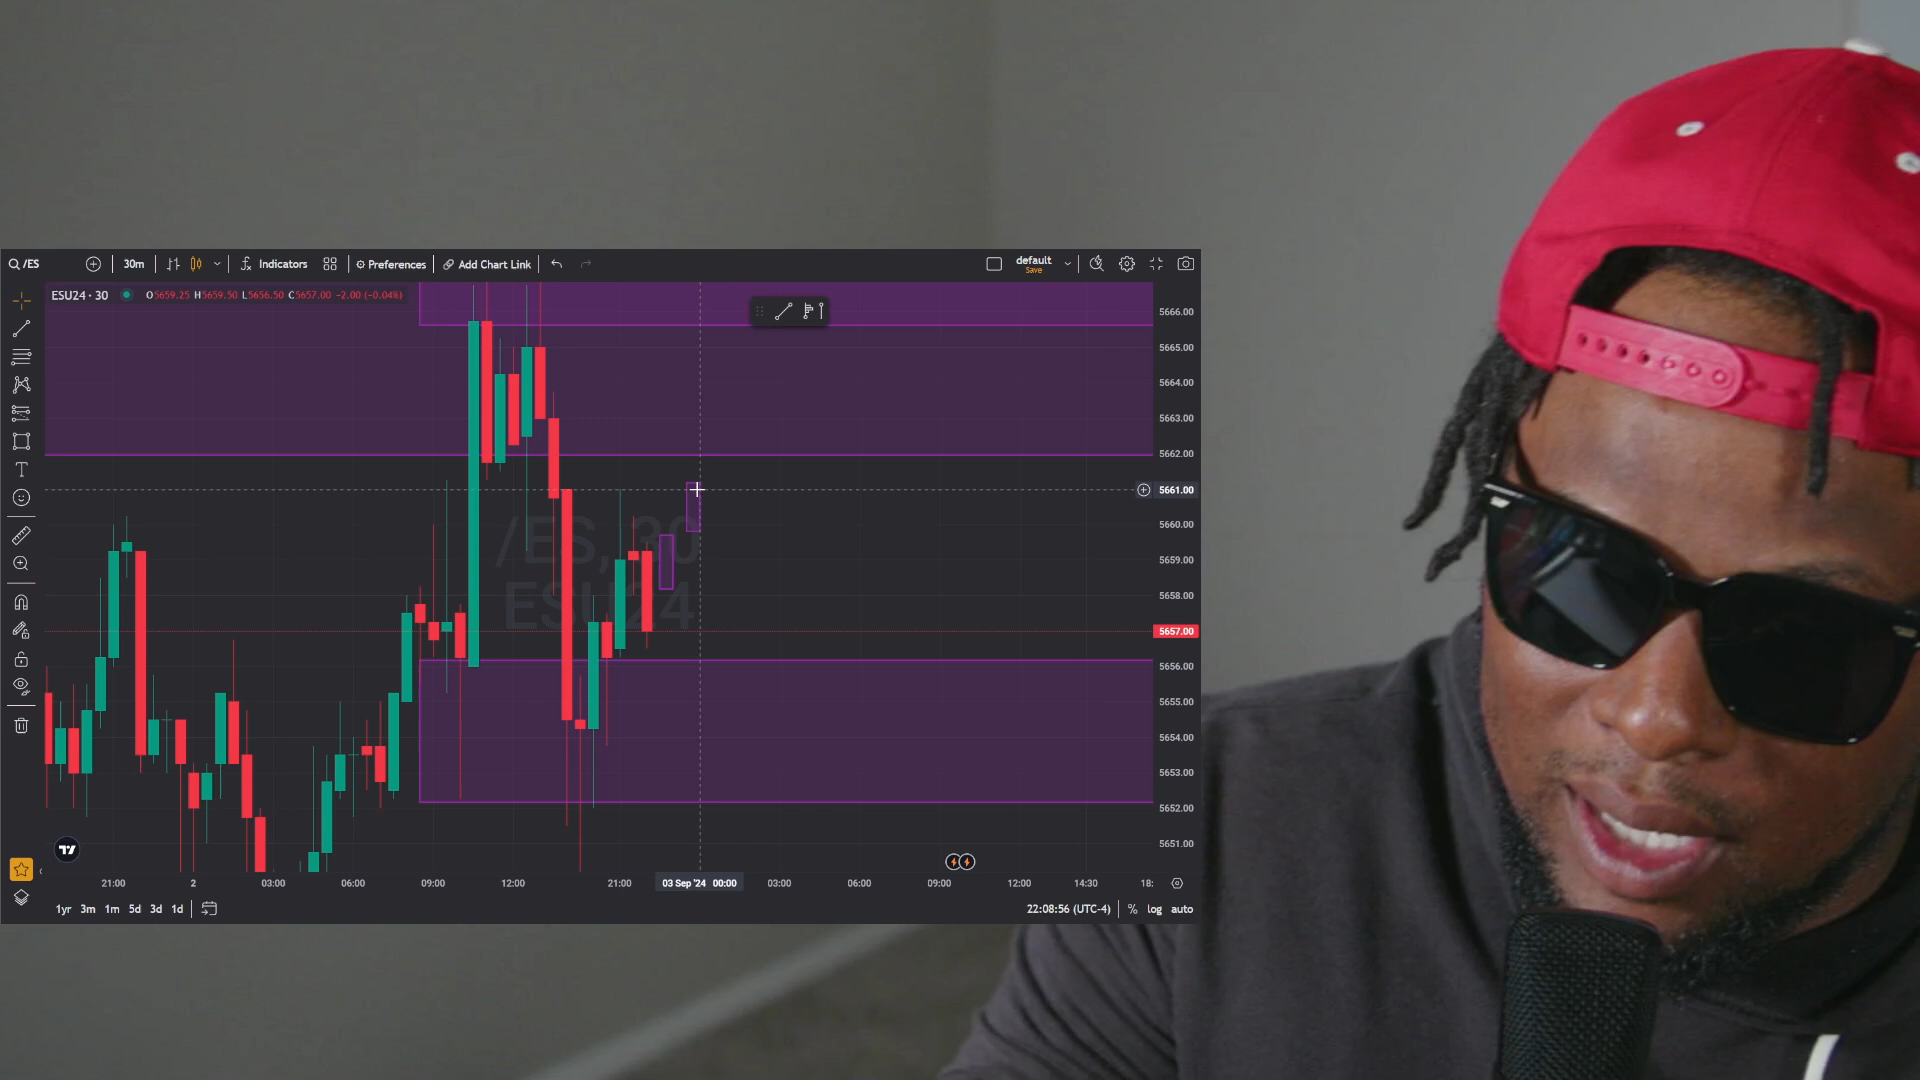 /ES 30m Indicators Preferences Add Chart Link default
Save
ESU24 · 30 O5659.25 H5659.50 L5656.50 C5657.00 -2.00 (-0.04%)
5666.00
5665.00
5664.00
5663.00
5662.00
5661.00
5660.00
5659.00
5658.00
5657.00
5656.00
5655.00
5654.00
5653.00
5652.00
5651.00
/ES, 30
ESU24
21:00 2 03:00 06:00 09:00 12:00 21:00 03 Sep '24 00:00 03:00 06:00 09:00 12:00 14:30 18:
1yr 3m 1m 5d 3d 1d 22:08:56 (UTC-4) % log auto